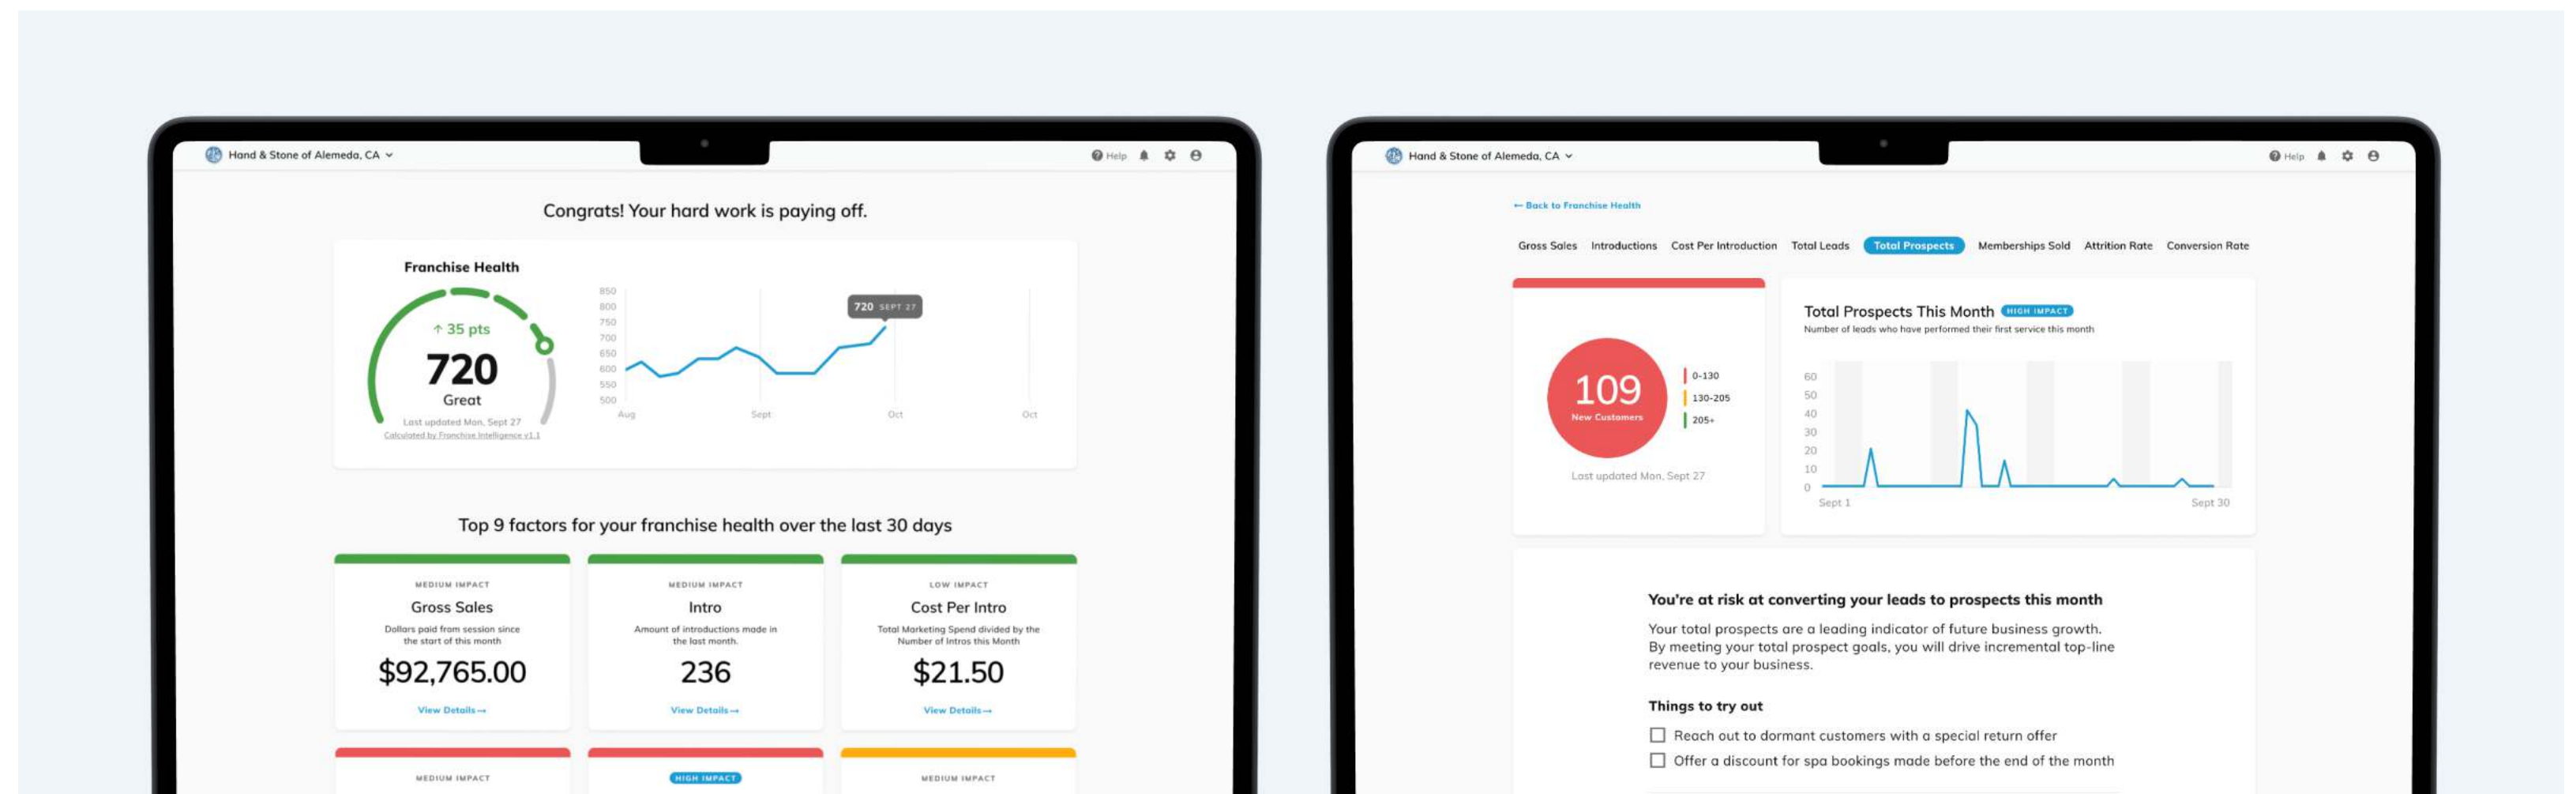 Hand & Stone of Alemeda, CA
Help
Congrats! Your hard work is paying off.
Franchise Health
↑ 35 pts
720
Great
Last updated Mon, Sept 27
Calculated by Franchise Intelligence v1.1
850
800
750
700
650
600
550
500
720 SEPT 27
Aug
Sept
Oct
Oct
Top 9 factors for your franchise health over the last 30 days
MEDIUM IMPACT
Gross Sales
Dollars paid from session since
the start of this month
$92,765.00
View Details→
MEDIUM IMPACT
Intro
Amount of introductions made in
the last month.
236
View Details→
LOW IMPACT
Cost Per Intro
Total Marketing Spend divided by the
Number of Intros this Month
$21.50
View Details→
MEDIUM IMPACT
HIGH IMPACT
MEDIUM IMPACT
Hand & Stone of Alemeda, CA
Help
← Back to Franchise Health
Gross Sales Introductions Cost Per Introduction Total Leads Total Prospects Memberships Sold Attrition Rate Conversion Rate
109
New Customers
0-130
130-205
205+
Last updated Mon, Sept 27
Total Prospects This Month HIGH IMPACT
Number of leads who have performed their first service this month
60
50
40
30
20
10
0
Sept 1
Sept 30
You're at risk at converting your leads to prospects this month
Your total prospects are a leading indicator of future business growth.
By meeting your total prospect goals, you will drive incremental top-line
revenue to your business.
Things to try out
Reach out to dormant customers with a special return offer
Offer a discount for spa bookings made before the end of the month